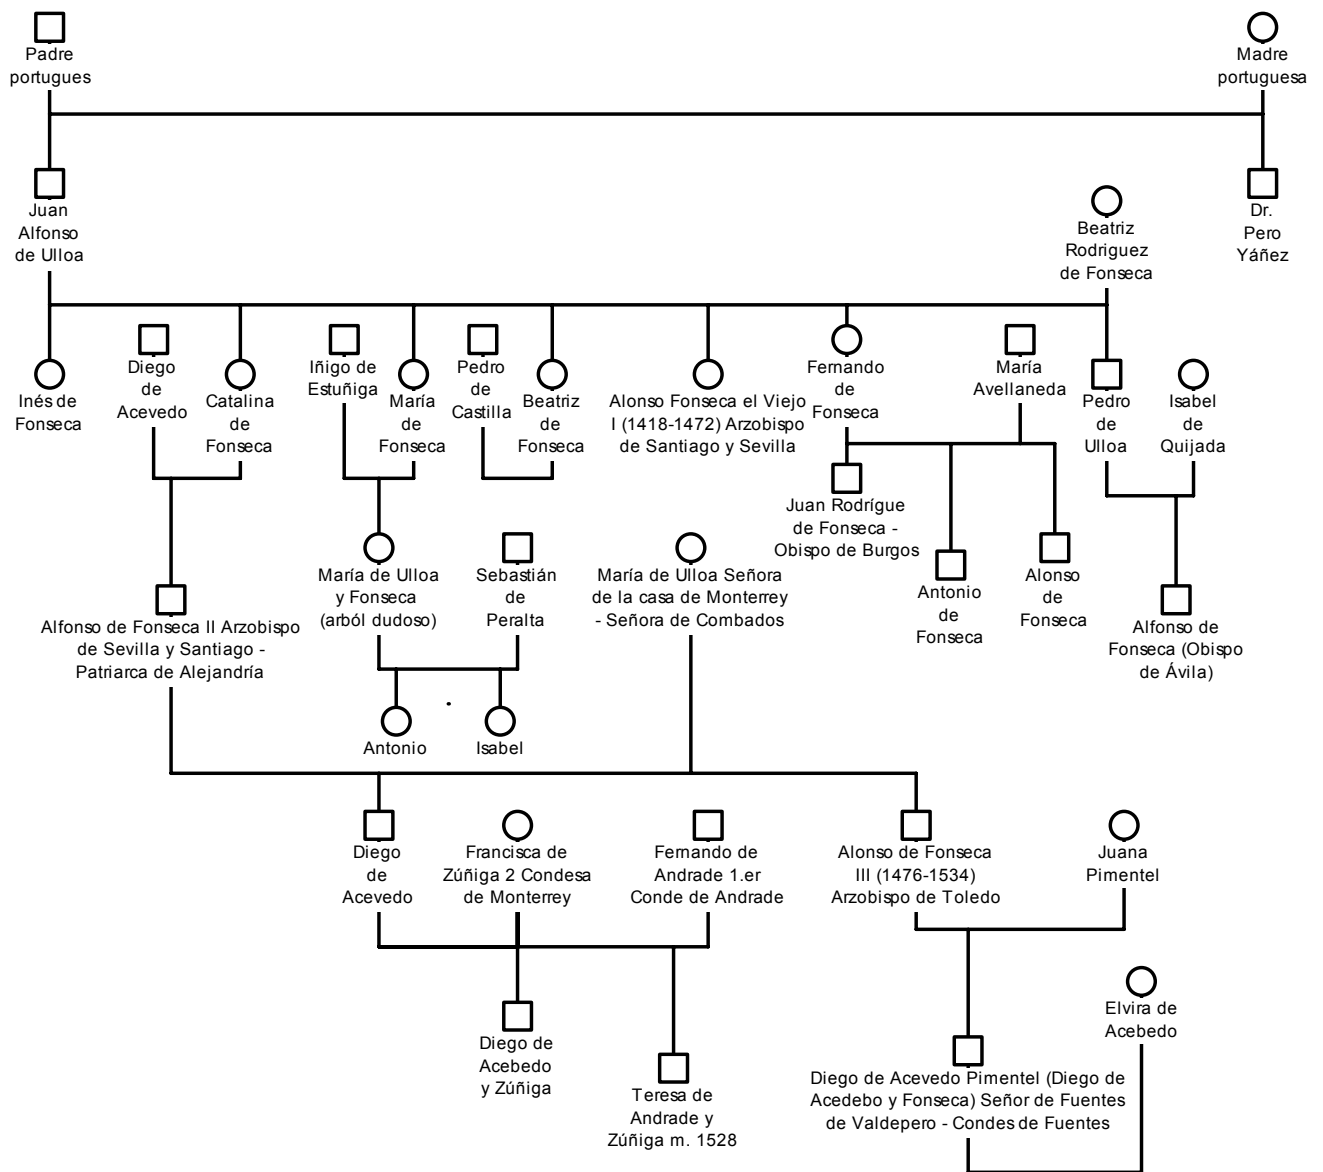 Padre
portugues
Madre
portuguesa
Juan
Alfonso
de Ulloa
Beatriz
Rodriguez
de Fonseca
Dr.
Pero
Yáñez
Inés de
Fonseca
Diego
de
Acevedo
Catalina
de
Fonseca
Iñigo de
Estuñiga
María
de
Fonseca
Pedro
de
Castilla
Beatriz
de
Fonseca
Alonso Fonseca el Viejo
I (1418-1472) Arzobispo
de Santiago y Sevilla
Fernando
de
Fonseca
María
Avellaneda
Pedro
de
Ulloa
Isabel
de
Quijada
Juan Rodrígue
de Fonseca -
Obispo de Burgos
Antonio
de
Fonseca
Alonso
de
Fonseca
Alfonso de
Fonseca (Obispo
de Ávila)
Alfonso de Fonseca II Arzobispo
de Sevilla y Santiago -
Patriarca de Alejandría
María de Ulloa
y Fonseca
(arból dudoso)
Sebastián
de
Peralta
María de Ulloa Señora
de la casa de Monterrey
- Señora de Combados
Antonio
Isabel
Diego
de
Acevedo
Francisca de
Zúñiga 2 Condesa
de Monterrey
Fernando de
Andrade 1.er
Conde de Andrade
Alonso de Fonseca
III (1476-1534)
Arzobispo de Toledo
Juana
Pimentel
Diego de
Acebedo
y Zúñiga
Teresa de
Andrade y
Zúñiga m. 1528
Elvira de
Acebedo
Diego de Acevedo Pimentel (Diego de
Acedebo y Fonseca) Señor de Fuentes
de Valdepero - Condes de Fuentes